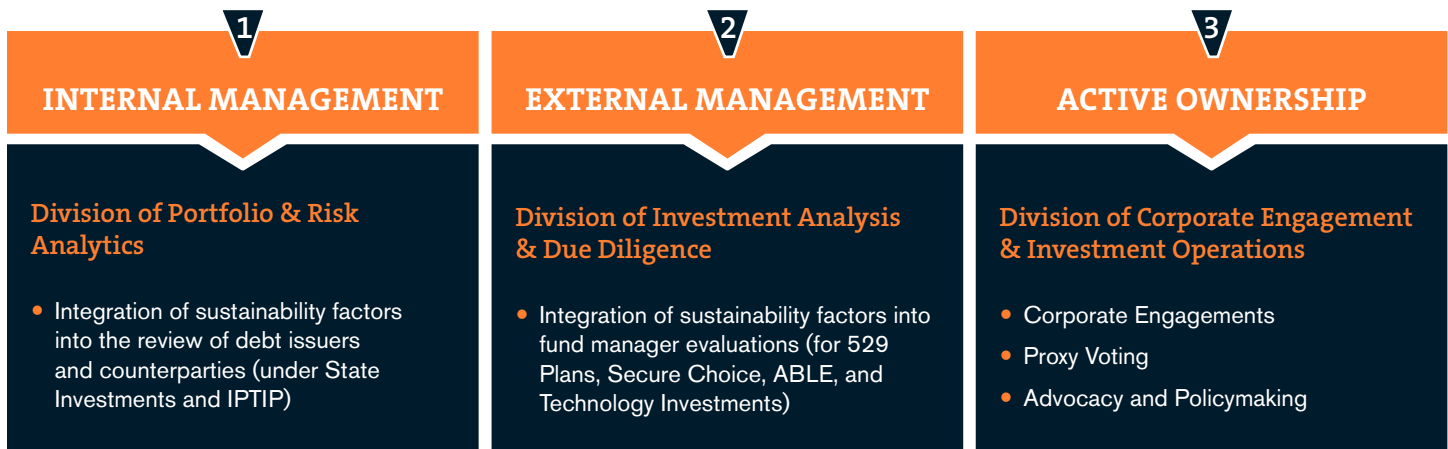 1
INTERNAL MANAGEMENT
Division of Portfolio & Risk
Analytics
• Integration of sustainability factors
into the review of debt issuers
and counterparties (under State
Investments and IPTIP)
2
EXTERNAL MANAGEMENT
Division of Investment Analysis
& Due Diligence
• Integration of sustainability factors into
fund manager evaluations (for 529
Plans, Secure Choice, ABLE, and
Technology Investments)
3
ACTIVE OWNERSHIP
Division of Corporate Engagement
& Investment Operations
• Corporate Engagements
• Proxy Voting
• Advocacy and Policymaking